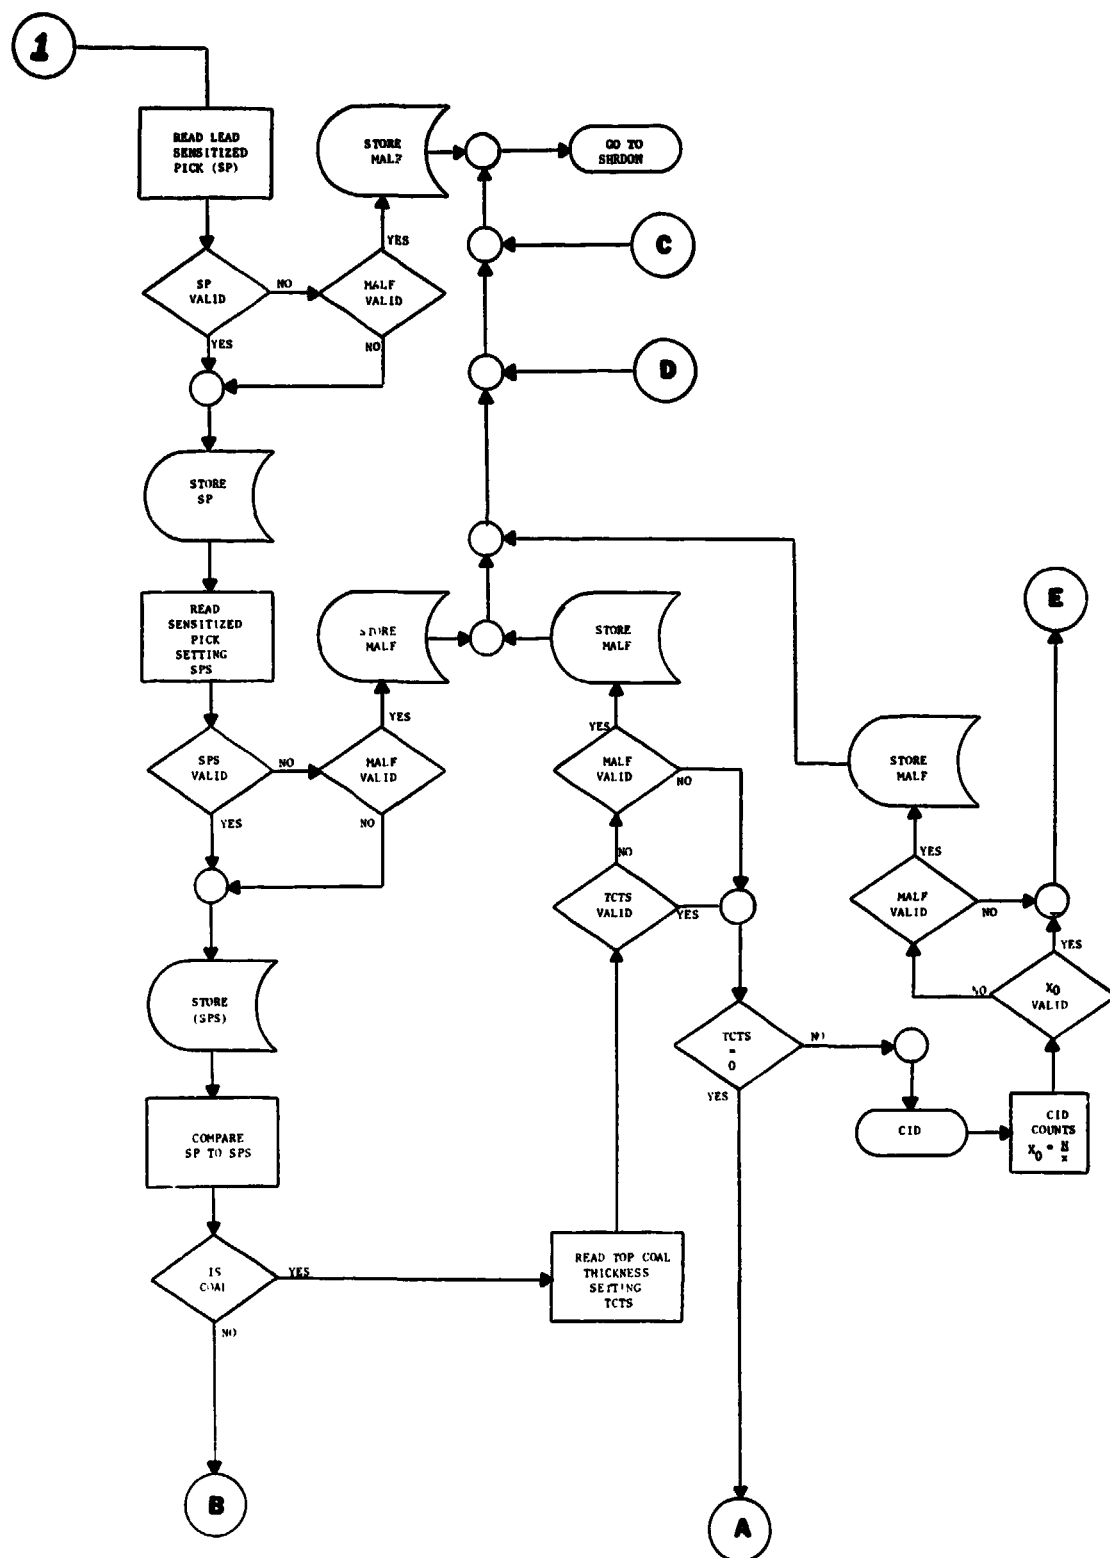 1
READ LEAD
SENSITIZED
PICK (SP)
STORE
MALF
GO TO
SHRDOW
C
YES
SP
VALID
NO
MALF
VALID
YES
NO
D
STORE
SP
READ
SENSITIZED
PICK
SETTING
SPS
STORE
MALF
STORE
MALF
E
YES
SPS
VALID
NO
MALF
VALID
YES
NO
YES
MALF
VALID
NO
STORE
MALF
NO
TCTS
VALID
YES
YES
MALF
VALID
NO
YES
STORE
(SPS)
NO
X0
VALID
TCTS
=
0
NO
YES
COMPARE
SP TO SPS
CID
CID
COUNTS
X0 = N/x
IS
COAL
YES
NO
READ TOP COAL
THICKNESS
SETTING
TCTS
B
A